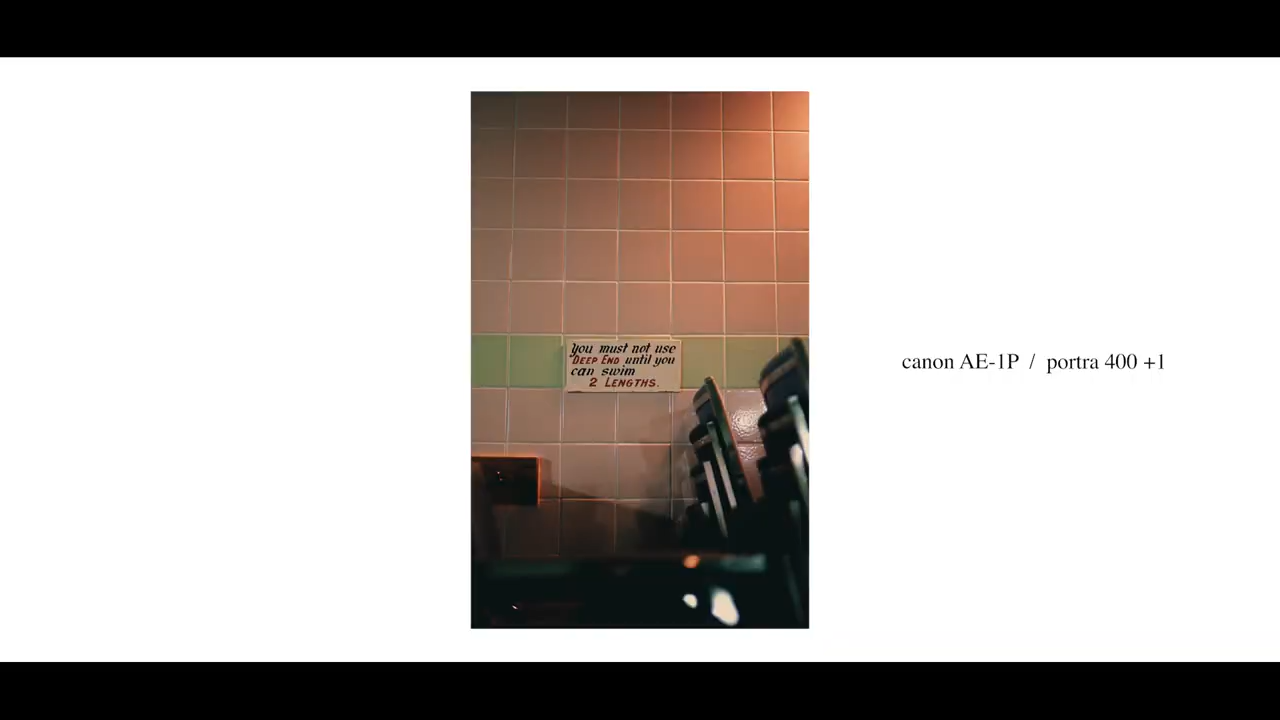 you must not use
DEEP END until you
can swim
2 LENGTHS.
canon AE-1P / portra 400 +1